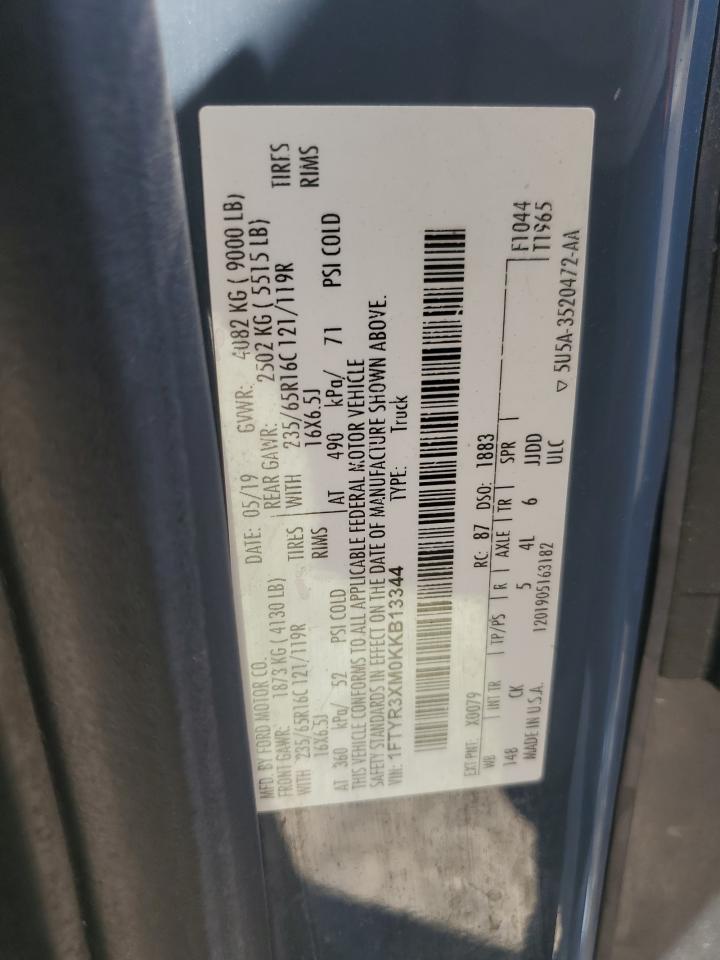 MFD. BY FORD MOTOR CO. DATE: 05/19 GVWR: 4082 KG ( 9000 LB)
FRONT GAWR: 1873 KG ( 4130 LB) REAR GAWR: 2502 KG ( 5515 LB)
WITH 235/65R16C 121/119R TIRES WITH 235/65R16C 121/119R TIRES
16X6.5J RIMS 16X6.5J RIMS
AT 360 kPa/ 52 PSI COLD AT 490 kPa/ 71 PSI COLD
THIS VEHICLE CONFORMS TO ALL APPLICABLE FEDERAL MOTOR VEHICLE
SAFETY STANDARDS IN EFFECT ON THE DATE OF MANUFACTURE SHOWN ABOVE.
VIN: 1FTYR3XM0KKB13344 TYPE: Truck
EXT PNT: X0079 RC: 87 DSO: 1883
WB INT TR TP/PS R AXLE TR SPR F1044
148 CK 5 4L 6 JJDD T1965
MADE IN U.S.A. ULC
1201905163182 ▽ 5U5A-3520472-AA